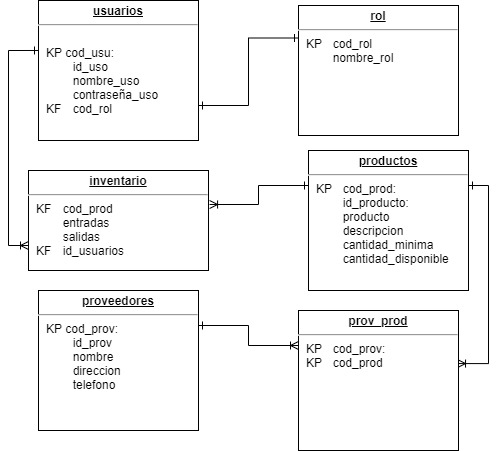 usuarios
KP cod_usu:
id_uso
nombre_uso
contraseña_uso
KF cod_rol
rol
KP cod_rol
nombre_rol
inventario
KF cod_prod
entradas
salidas
KF id_usuarios
productos
KP cod_prod:
id_producto:
producto
descripcion
cantidad_minima
cantidad_disponible
proveedores
KP cod_prov:
id_prov
nombre
direccion
telefono
prov_prod
KP cod_prov:
KP cod_prod